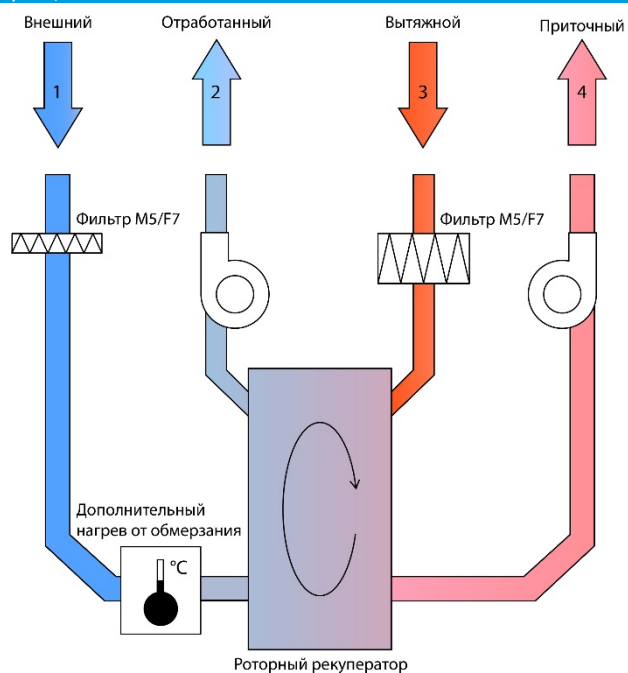 Внешний
Отработанный
Вытяжной
Приточный
1
2
3
4
Фильтр M5/F7
Фильтр M5/F7
Дополнительный
нагрев от обмерзания
°C
Роторный рекуператор